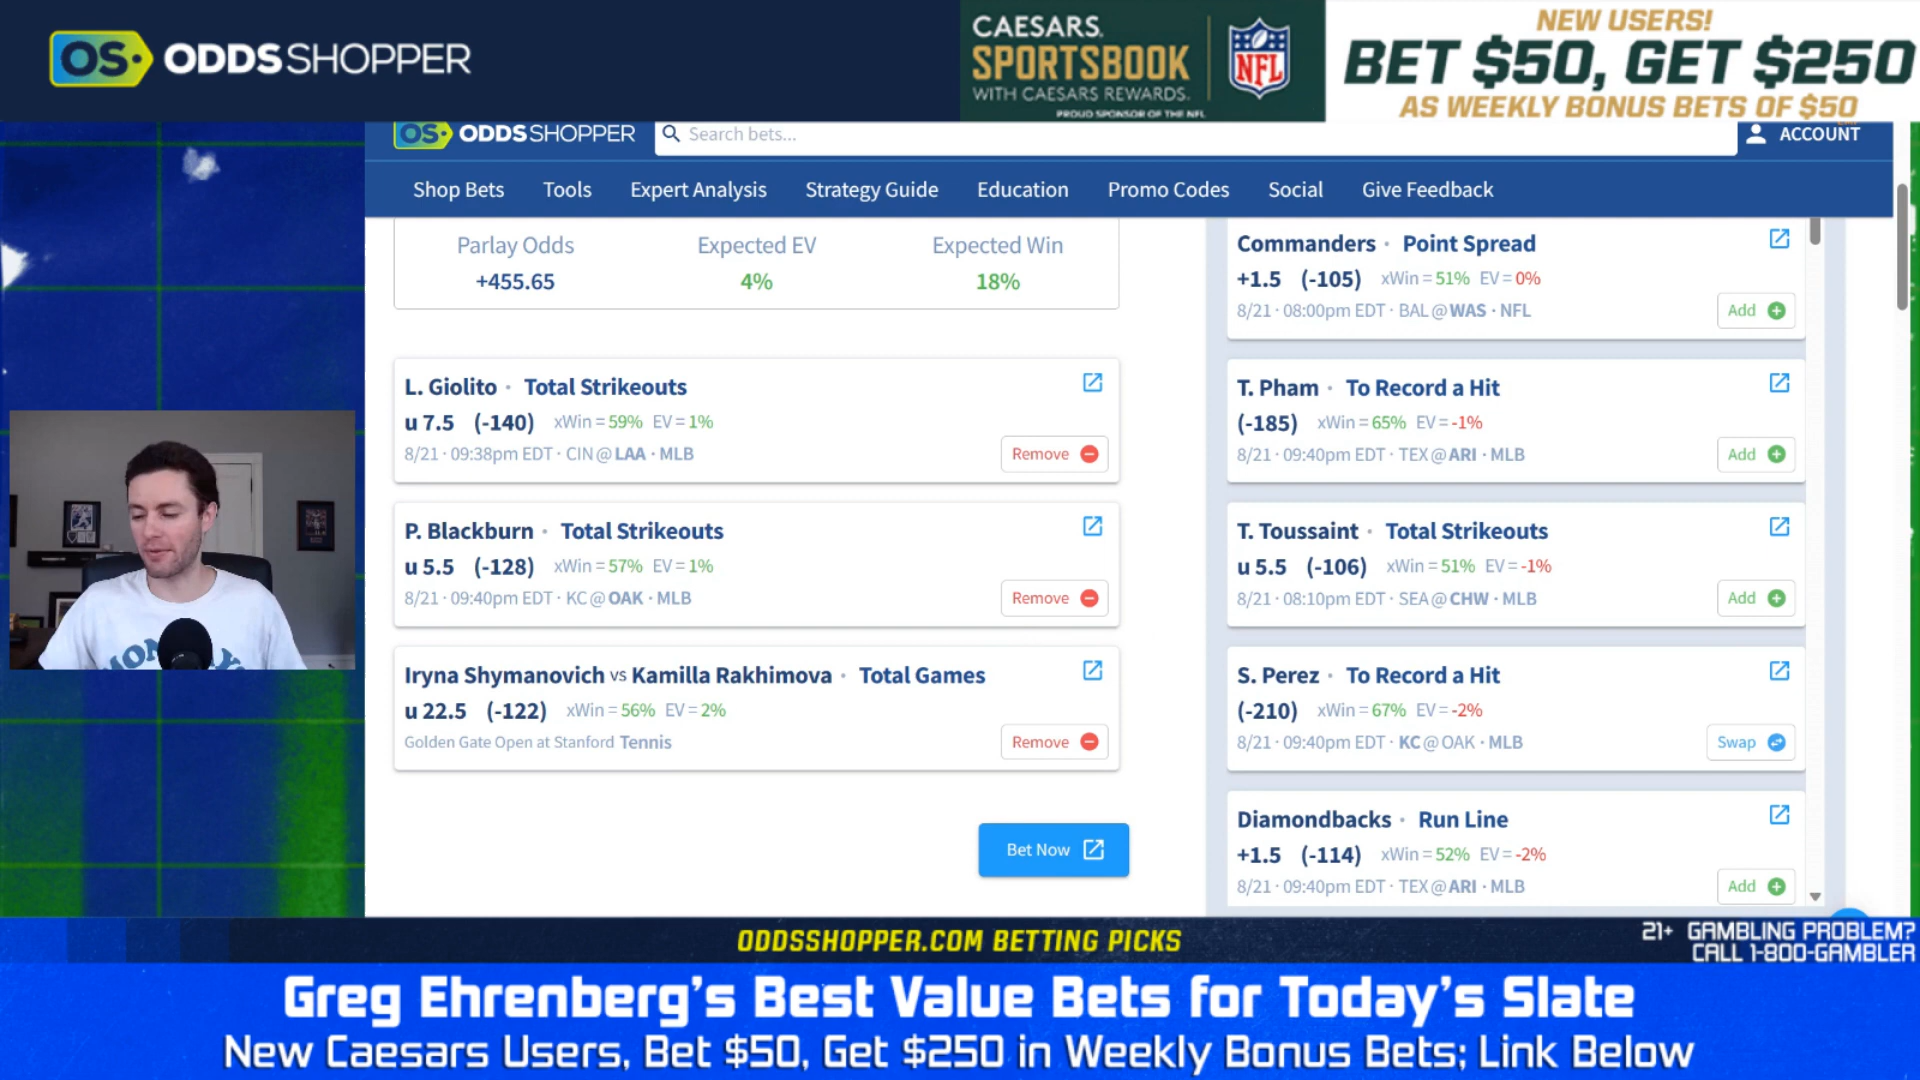 OS ODDSSHOPPER
CAESARS
SPORTSBOOK
WITH CAESARS REWARDS.
PROUD SPONSOR OF THE NFL
NFL
NEW USERS!
BET $50, GET $250
AS WEEKLY BONUS BETS OF $50
OS ODDSSHOPPER
Search bets...
ACCOUNT
Shop Bets Tools Expert Analysis Strategy Guide Education Promo Codes Social Give Feedback
Parlay Odds Expected EV Expected Win
+455.65 4% 18%
L. Giolito · Total Strikeouts
u 7.5 (-140) xWin = 59% EV = 1%
8/21 · 09:38pm EDT · CIN @ LAA · MLB
Remove
P. Blackburn · Total Strikeouts
u 5.5 (-128) xWin = 57% EV = 1%
8/21 · 09:40pm EDT · KC @ OAK · MLB
Remove
Iryna Shymanovich vs Kamilla Rakhimova · Total Games
u 22.5 (-122) xWin = 56% EV = 2%
Golden Gate Open at Stanford Tennis
Remove
Bet Now
Commanders · Point Spread
+1.5 (-105) xWin = 51% EV = 0%
8/21 · 08:00pm EDT · BAL @ WAS · NFL
Add
T. Pham · To Record a Hit
(-185) xWin = 65% EV = -1%
8/21 · 09:40pm EDT · TEX @ ARI · MLB
Add
T. Toussaint · Total Strikeouts
u 5.5 (-106) xWin = 51% EV = -1%
8/21 · 08:10pm EDT · SEA @ CHW · MLB
Add
S. Perez · To Record a Hit
(-210) xWin = 67% EV = -2%
8/21 · 09:40pm EDT · KC @ OAK · MLB
Swap
Diamondbacks · Run Line
+1.5 (-114) xWin = 52% EV = -2%
8/21 · 09:40pm EDT · TEX @ ARI · MLB
Add
ODDSSHOPPER.COM BETTING PICKS
21+ GAMBLING PROBLEM?
CALL 1-800-GAMBLER
Greg Ehrenberg's Best Value Bets for Today's Slate
New Caesars Users, Bet $50, Get $250 in Weekly Bonus Bets; Link Below